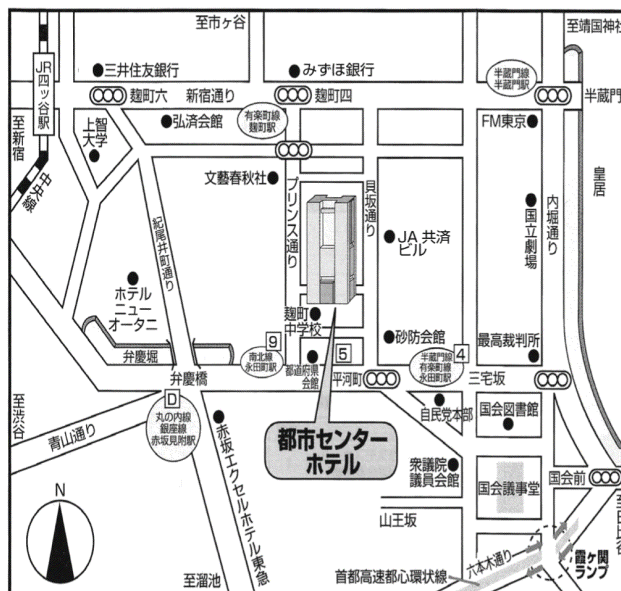 至市ヶ谷
至靖国神社
JR四ツ谷駅
三井住友銀行
みずほ銀行
半蔵門線
半蔵門駅
麹町六
新宿通り
麹町四
半蔵門
至新宿
上智
大学
弘済会館
有楽町線
麹町駅
FM東京
中央線
文藝春秋社
プリンス通り
貝坂通り
皇居
紀尾井町通り
JA 共済
ビル
国立劇場
内堀通り
ホテル
ニュー
オータニ
麹町
中学校
砂防会館
最高裁判所
弁慶堀
9
南北線
永田町駅
都道府県
会館
5
半蔵門線
有楽町線
永田町駅
4
弁慶橋
平河町
三宅坂
至渋谷
D
丸の内線
銀座線
赤坂見附駅
自民党本部
国会図書館
青山通り
赤坂エクセルホテル東急
都市センター
ホテル
衆議院
議員会館
国会議事堂
国会前
至日比谷
N
山王坂
六本木通り
霞ヶ関
ランプ
至溜池
首都高速都心環状線